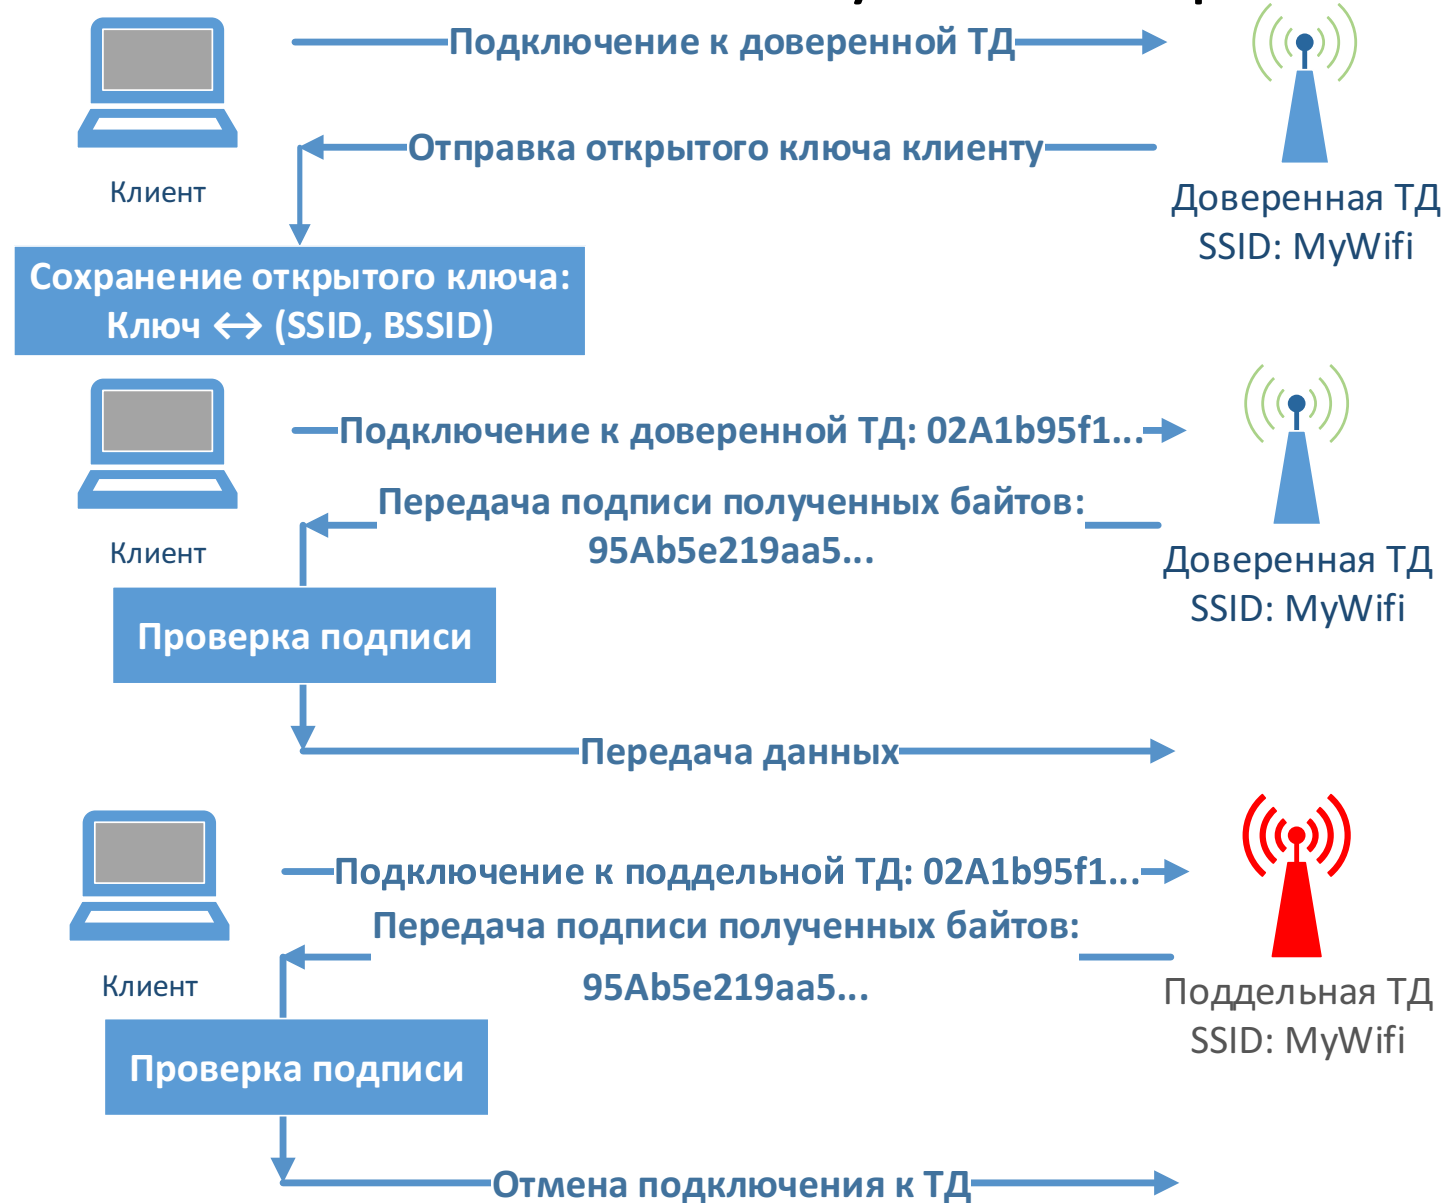 Подключение к доверенной ТД
Отправка открытого ключа клиенту
Клиент
Доверенная ТД
SSID: MyWifi
Сохранение открытого ключа:
Ключ ↔ (SSID, BSSID)
Подключение к доверенной ТД: 02A1b95f1...
Передача подписи полученных байтов:
95Ab5e219aa5...
Клиент
Доверенная ТД
SSID: MyWifi
Проверка подписи
Передача данных
Подключение к поддельной ТД: 02A1b95f1...
Передача подписи полученных байтов:
95Ab5e219aa5...
Клиент
Поддельная ТД
SSID: MyWifi
Проверка подписи
Отмена подключения к ТД